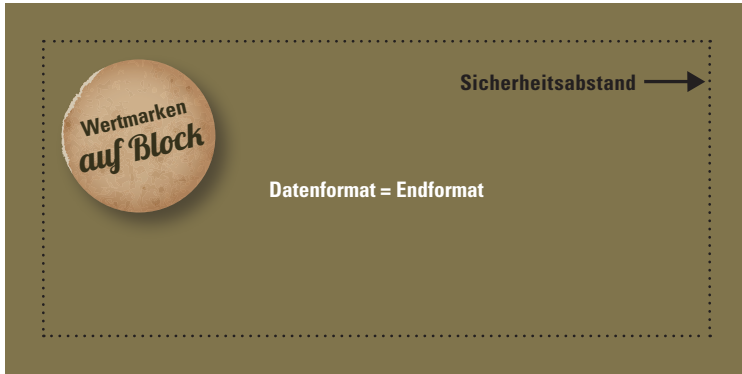 Sicherheitsabstand
Wertmarken
auf Block
Datenformat = Endformat